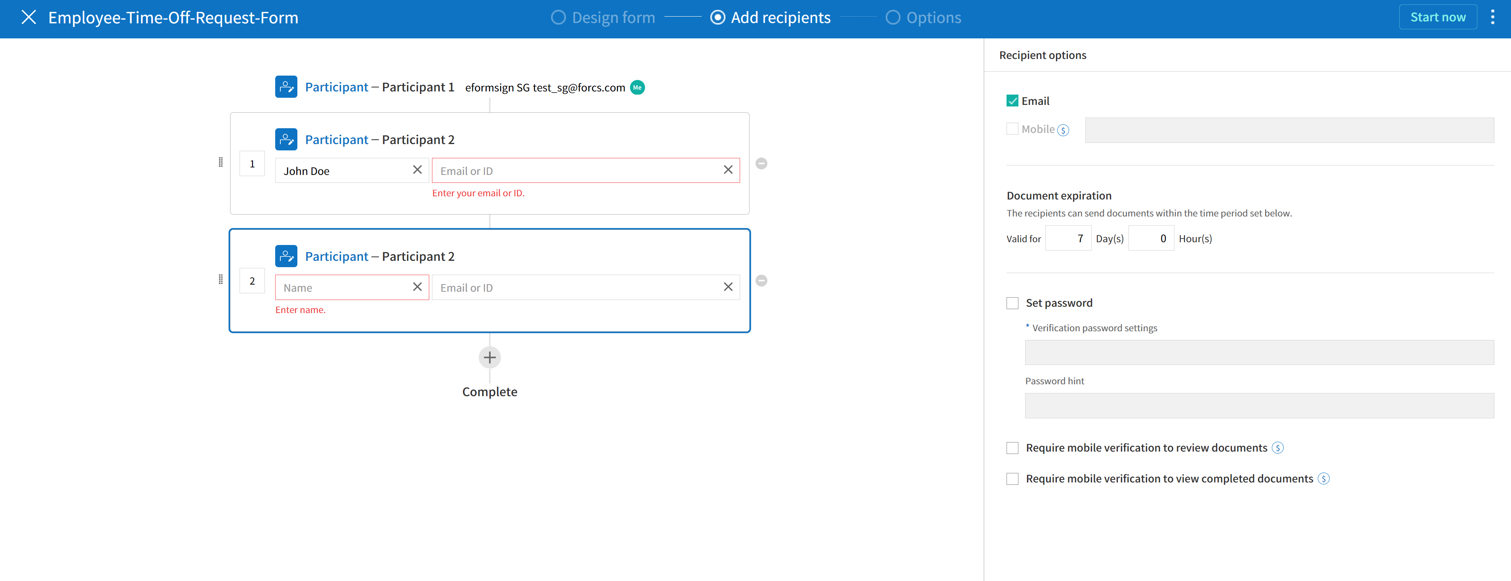 Employee-Time-Off-Request-Form
Design form
Add recipients
Options
Start now
Participant – Participant 1 eformsign SG test_sg@forcs.com Me
Participant – Participant 2
1
John Doe
Email or ID
Enter your email or ID.
Participant – Participant 2
2
Name
Email or ID
Enter name.
Complete
Recipient options
Email
Mobile $
Document expiration
The recipients can send documents within the time period set below.
Valid for 7 Day(s) 0 Hour(s)
Set password
* Verification password settings
Password hint
Require mobile verification to review documents $
Require mobile verification to view completed documents $